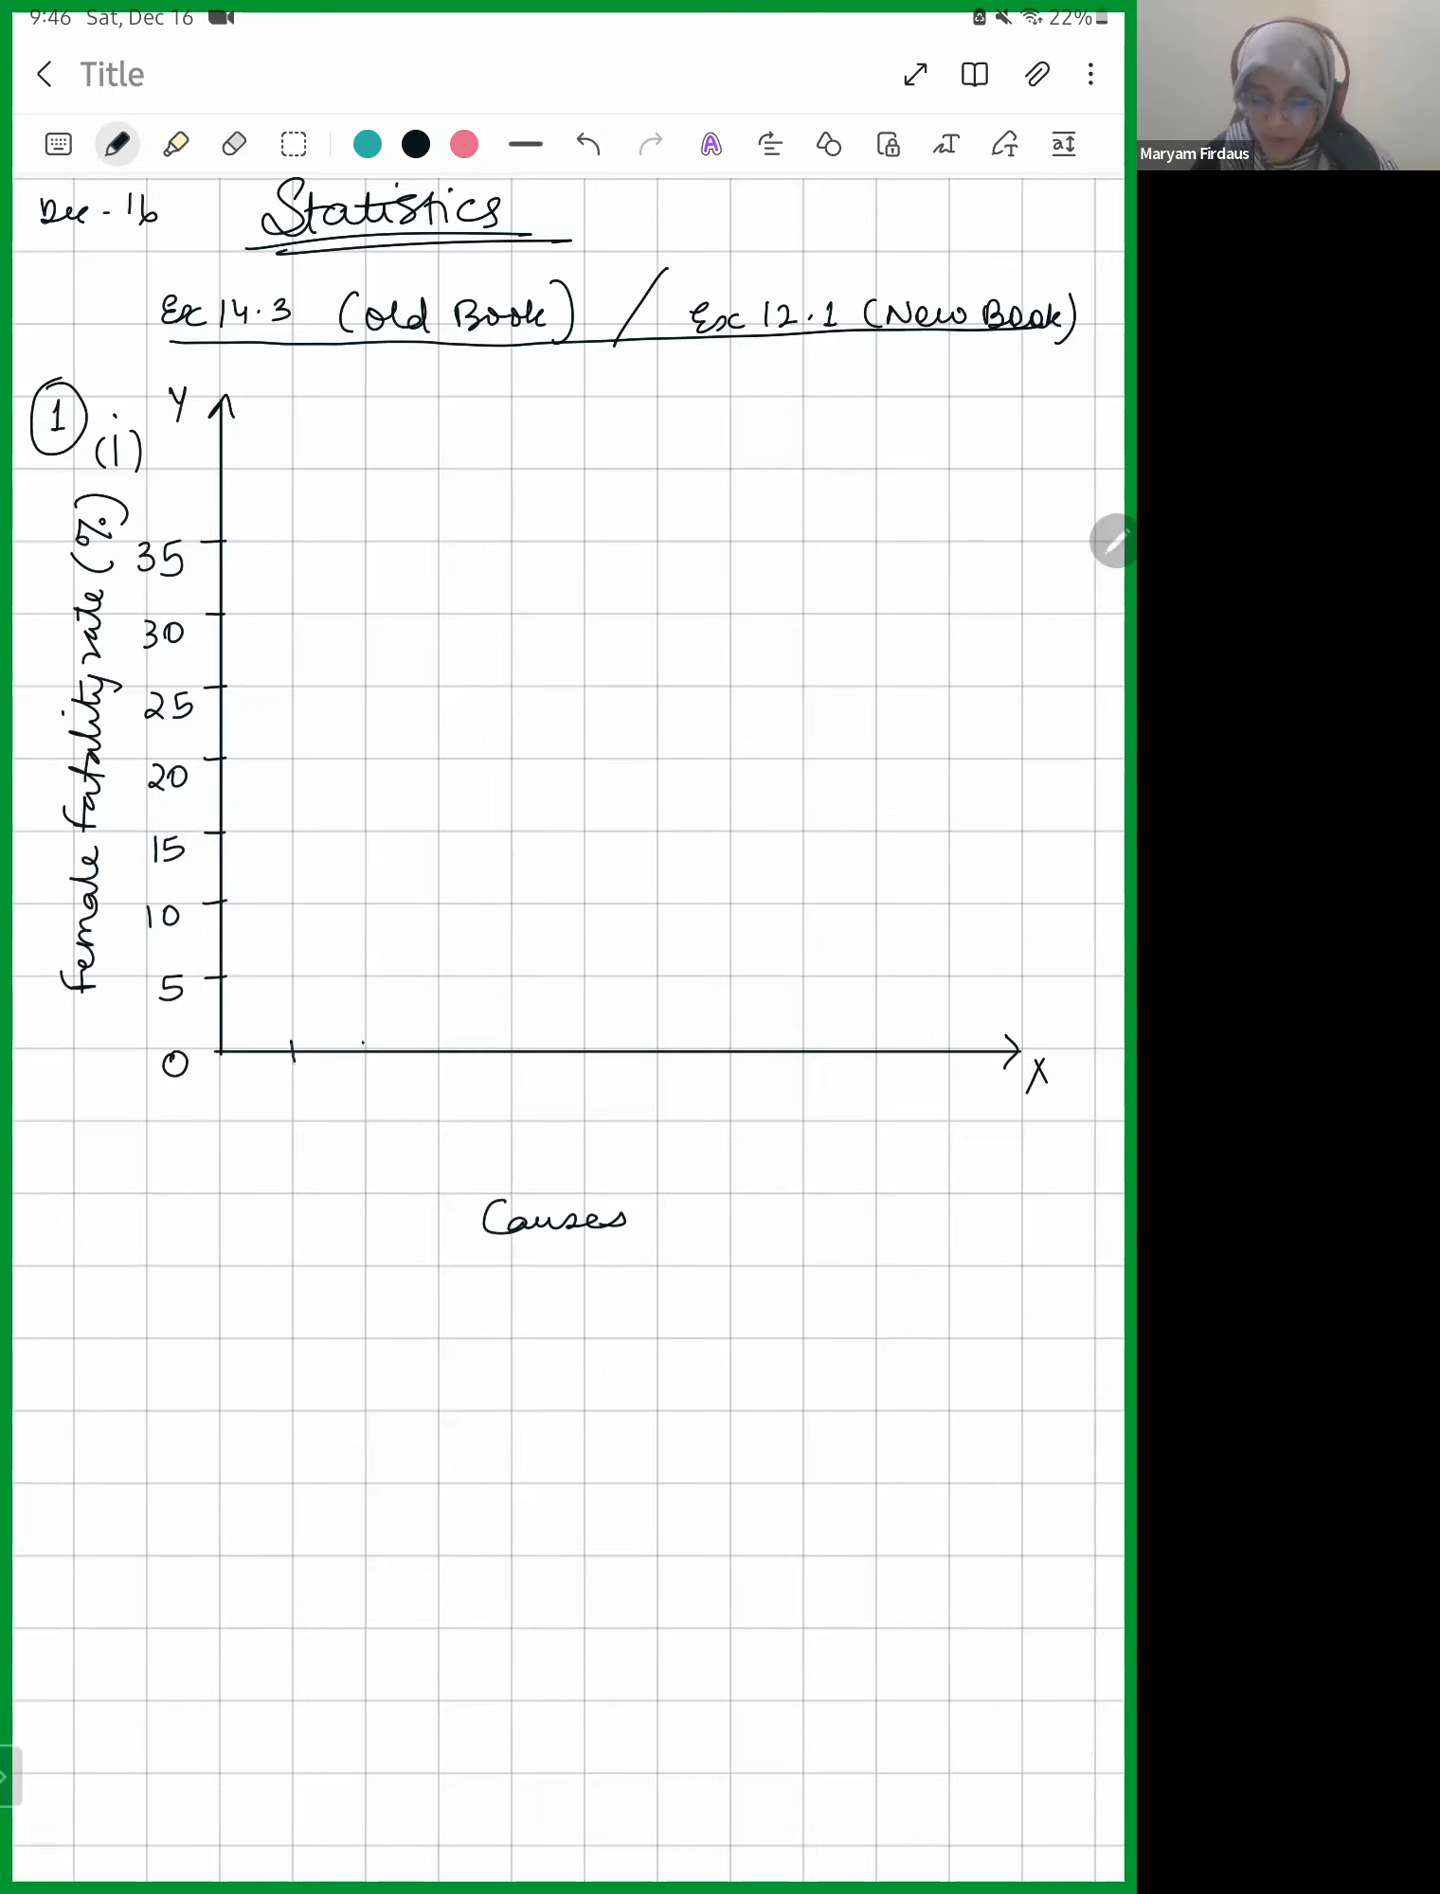 9:46 Sat, Dec 16 22%
Title
Maryam Firdaus
Dec - 16 Statistics
Ex 14.3 (Old Book) / Ex 12.1 (New Book)
1 (i) Y
Female fatality rate (%)
35
30
25
20
15
10
5
0
X
Causes